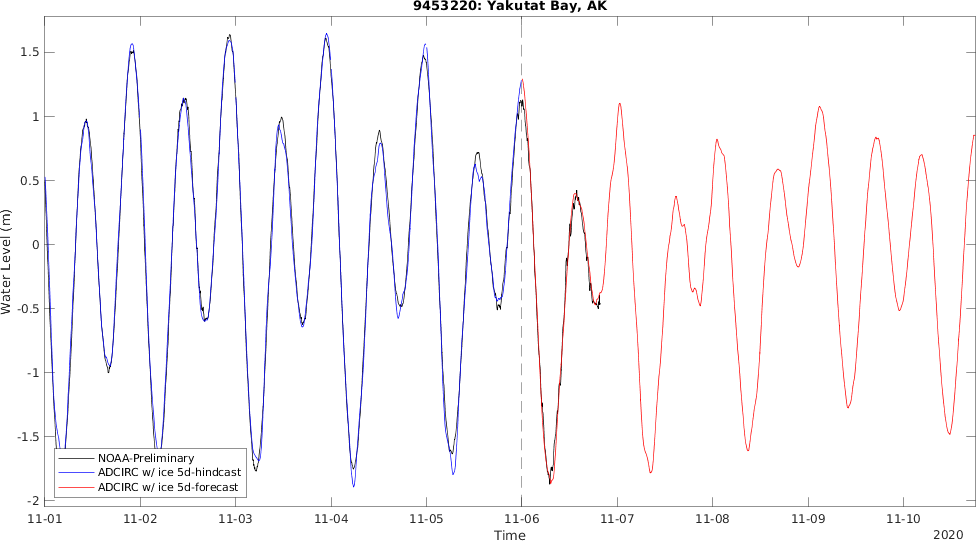 9453220: Yakutat Bay, AK
Water Level (m)
1.5
1
0.5
0
-0.5
-1
-1.5
-2
NOAA-Preliminary
ADCIRC w/ ice 5d-hindcast
ADCIRC w/ ice 5d-forecast
11-01 11-02 11-03 11-04 11-05 11-06 11-07 11-08 11-09 11-10
Time
2020